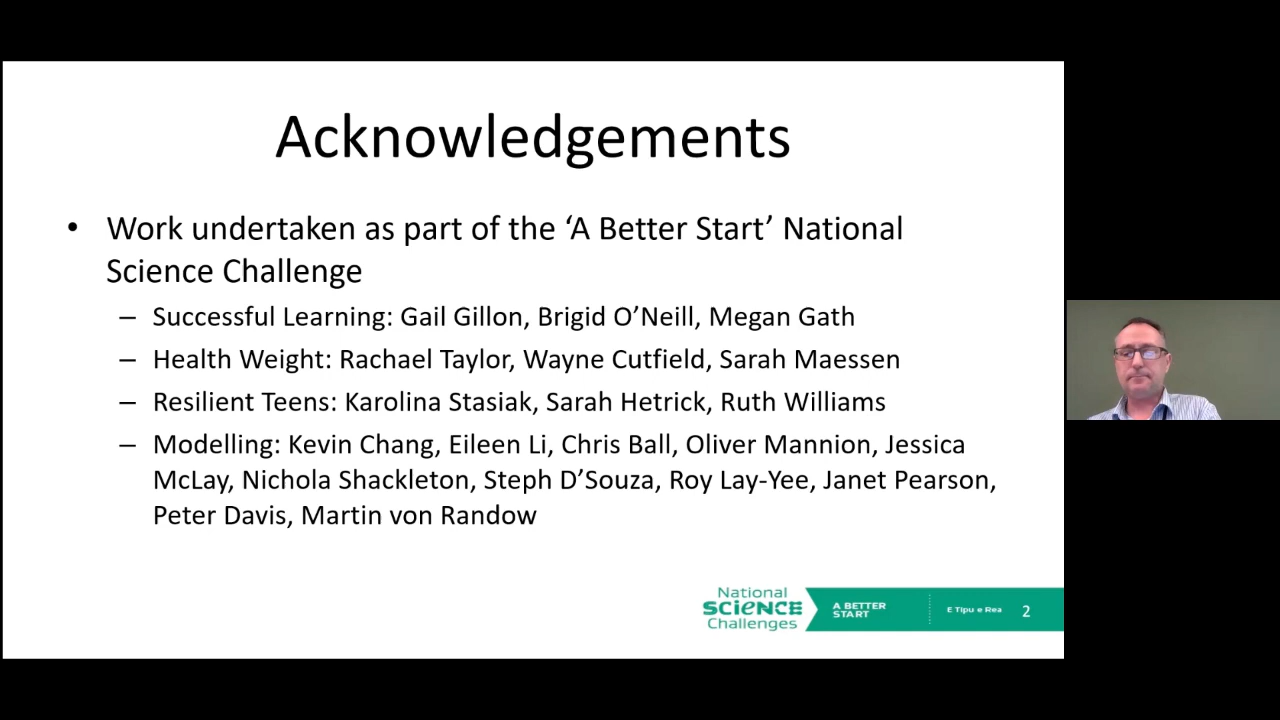 Acknowledgements
• Work undertaken as part of the ‘A Better Start’ National
Science Challenge
– Successful Learning: Gail Gillon, Brigid O’Neill, Megan Gath
– Health Weight: Rachael Taylor, Wayne Cutfield, Sarah Maessen
– Resilient Teens: Karolina Stasiak, Sarah Hetrick, Ruth Williams
– Modelling: Kevin Chang, Eileen Li, Chris Ball, Oliver Mannion, Jessica
McLay, Nichola Shackleton, Steph D’Souza, Roy Lay-Yee, Janet Pearson,
Peter Davis, Martin von Randow
National
SCIENCE
Challenges
A BETTER
START
E Tipu e Rea
2